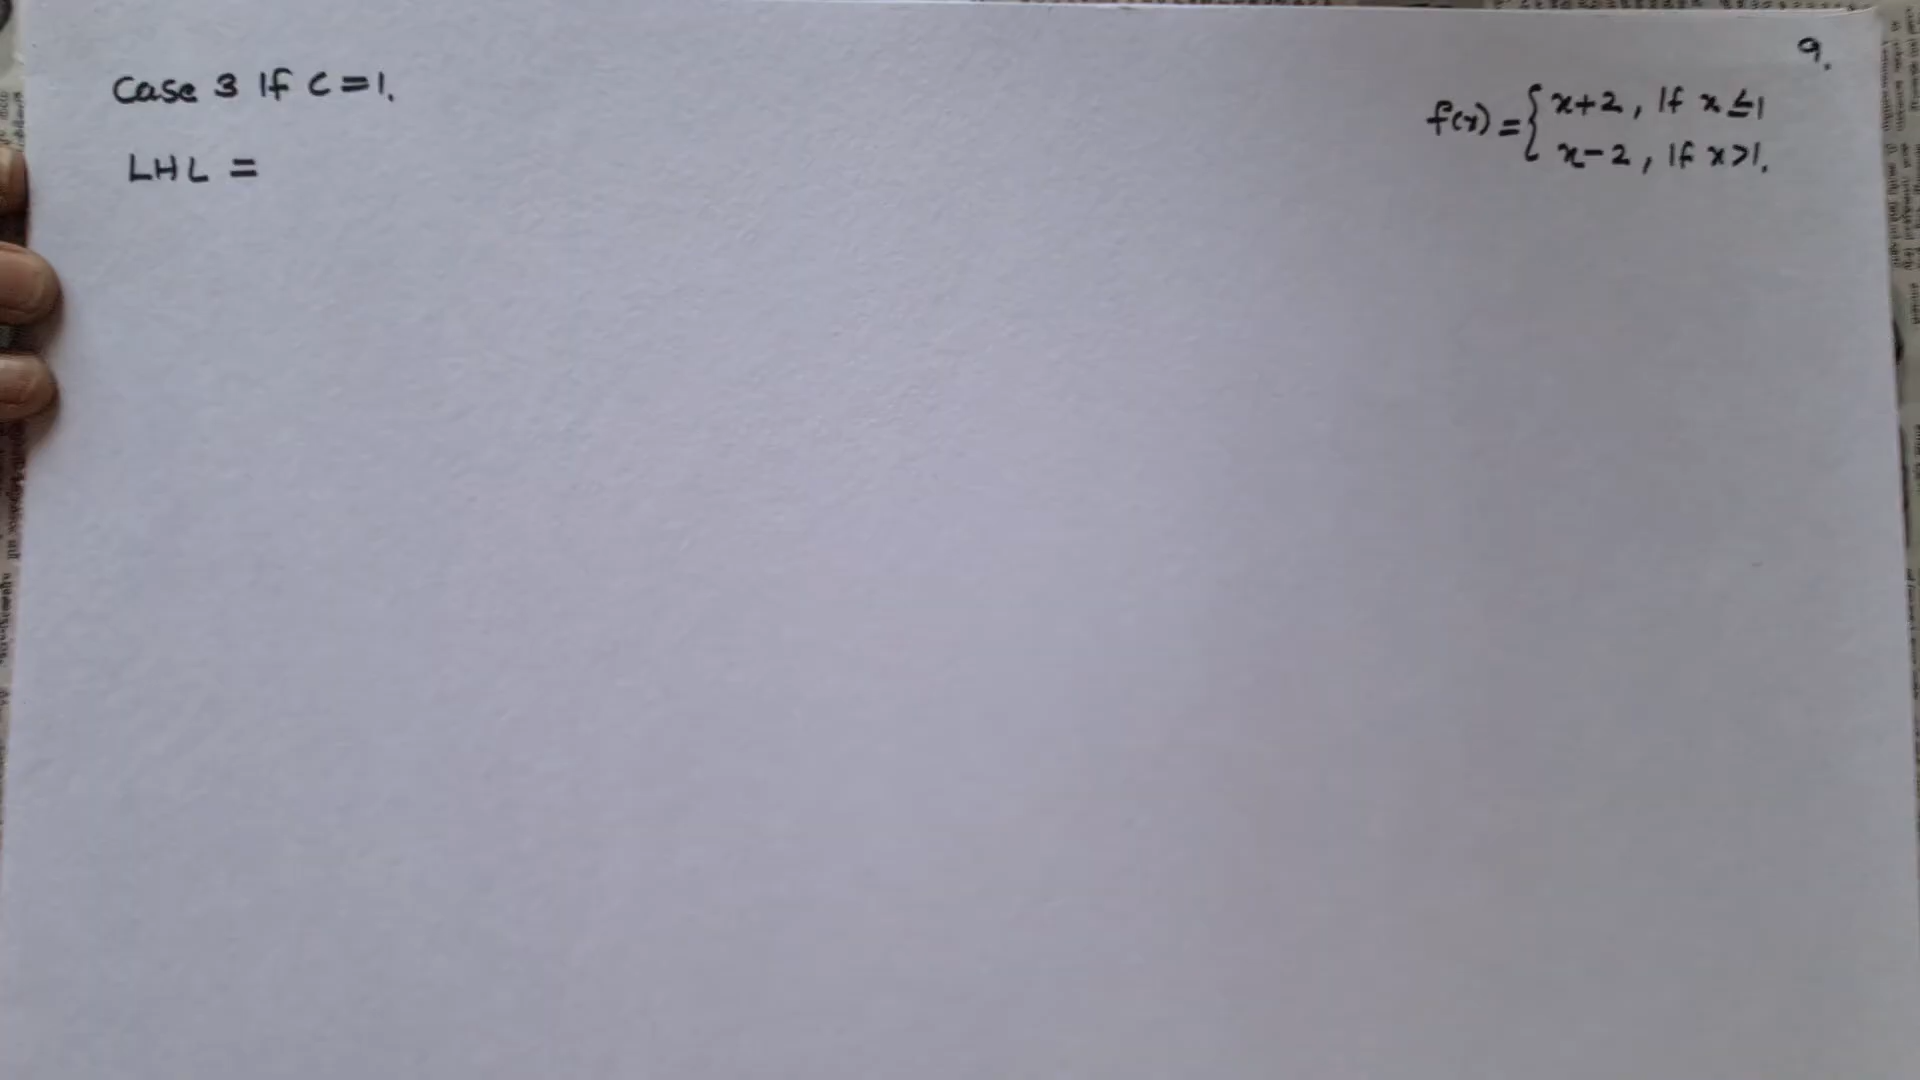 9.
Case 3 If c = 1.
f(x) = { x+2, If x ≤ 1
x-2, If x > 1.
LHL =